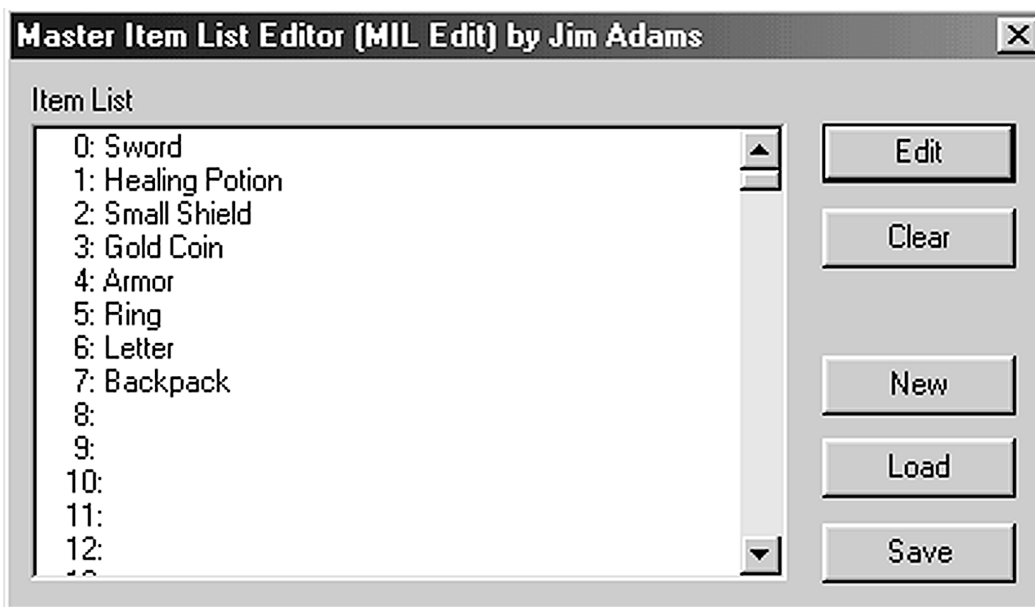 Master Item List Editor (MIL Edit) by Jim Adams
Item List
0: Sword
1: Healing Potion
2: Small Shield
3: Gold Coin
4: Armor
5: Ring
6: Letter
7: Backpack
8:
9:
10:
11:
12:
Edit
Clear
New
Load
Save